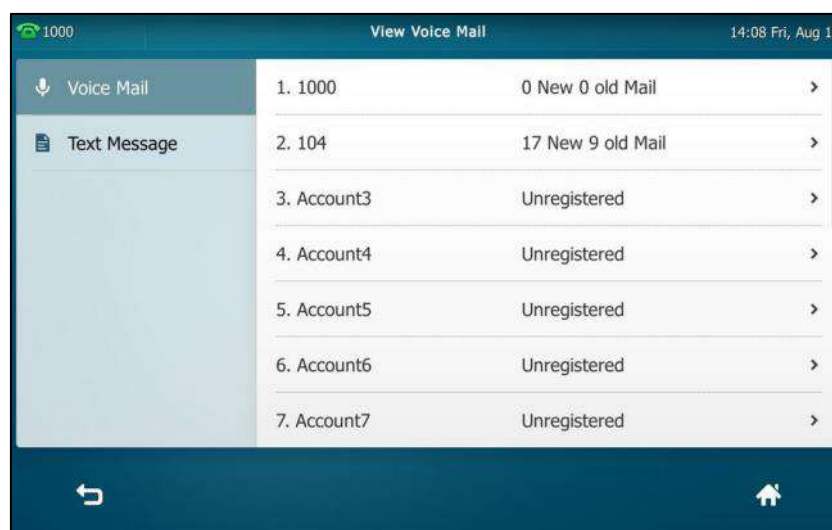 1000 View Voice Mail 14:08 Fri, Aug 1
Voice Mail
Text Message
1. 1000 0 New 0 old Mail
2. 104 17 New 9 old Mail
3. Account3 Unregistered
4. Account4 Unregistered
5. Account5 Unregistered
6. Account6 Unregistered
7. Account7 Unregistered